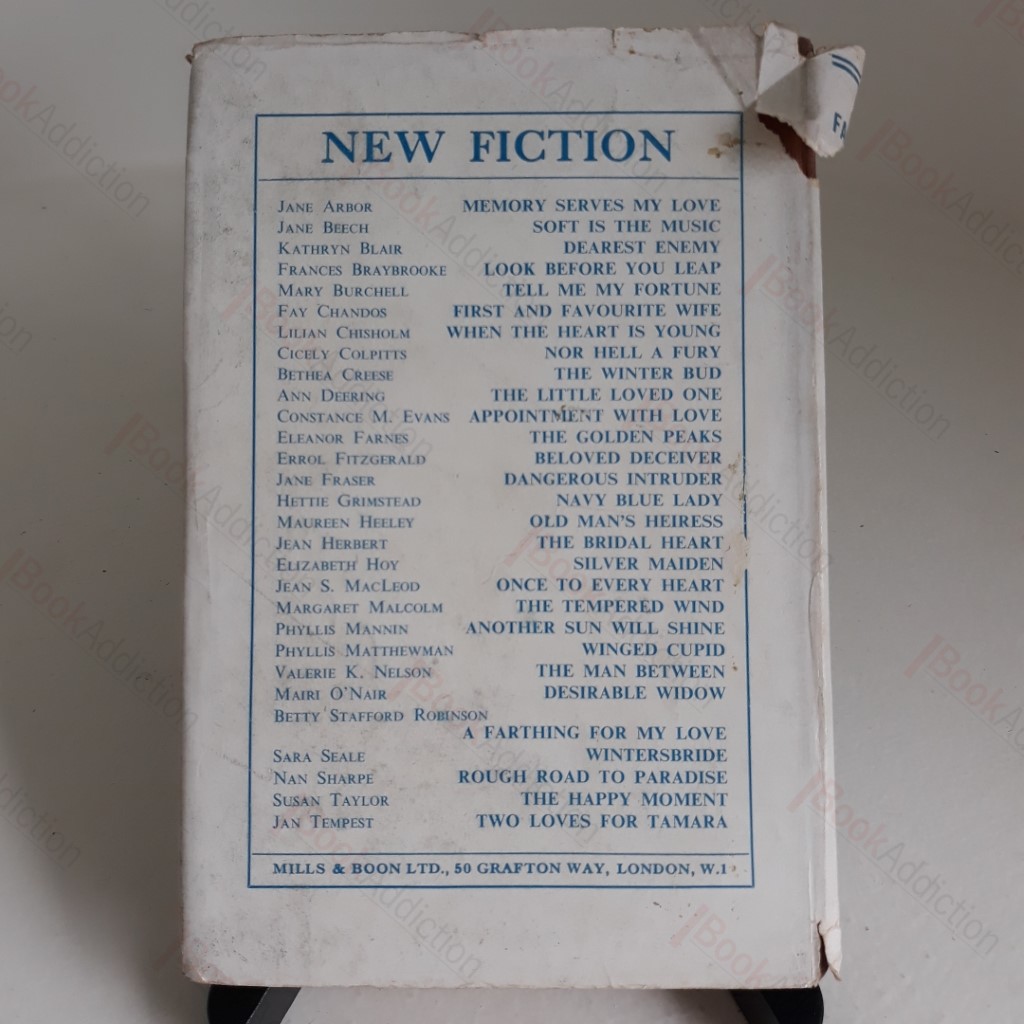 NEW FICTION
JANE ARBOR MEMORY SERVES MY LOVE
JANE BEECH SOFT IS THE MUSIC
KATHRYN BLAIR DEAREST ENEMY
FRANCES BRAYBROOKE LOOK BEFORE YOU LEAP
MARY BURCHELL TELL ME MY FORTUNE
FAY CHANDOS FIRST AND FAVOURITE WIFE
LILIAN CHISHOLM WHEN THE HEART IS YOUNG
CICELY COLPITTS NOR HELL A FURY
BETHEA CREESE THE WINTER BUD
ANN DEERING THE LITTLE LOVED ONE
CONSTANCE M. EVANS APPOINTMENT WITH LOVE
ELEANOR FARNES THE GOLDEN PEAKS
ERROL FITZGERALD BELOVED DECEIVER
JANE FRASER DANGEROUS INTRUDER
HETTIE GRIMSTEAD NAVY BLUE LADY
MAUREEN HEELEY OLD MAN'S HEIRESS
JEAN HERBERT THE BRIDAL HEART
ELIZABETH HOY SILVER MAIDEN
JEAN S. MACLEOD ONCE TO EVERY HEART
MARGARET MALCOLM THE TEMPERED WIND
PHYLLIS MANNIN ANOTHER SUN WILL SHINE
PHYLLIS MATTHEWMAN WINGED CUPID
VALERIE K. NELSON THE MAN BETWEEN
MAIRI O'NAIR DESIRABLE WIDOW
BETTY STAFFORD ROBINSON
A FARTHING FOR MY LOVE
SARA SEALE WINTERSBRIDE
NAN SHARPE ROUGH ROAD TO PARADISE
SUSAN TAYLOR THE HAPPY MOMENT
JAN TEMPEST TWO LOVES FOR TAMARA
MILLS & BOON LTD., 50 GRAFTON WAY, LONDON, W.1
BookAddiction